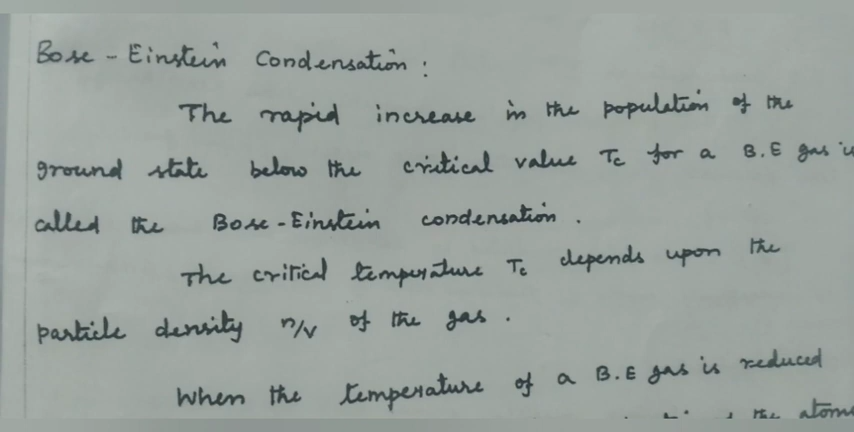 Bose - Einstein Condensation :
The rapid increase in the population of the
ground state below the critical value Tc for a B.E gas is
called the Bose - Einstein condensation .
The critical temperature Tc depends upon the
particle density n/v of the gas .
When the temperature of a B.E gas is reduced
the atoms